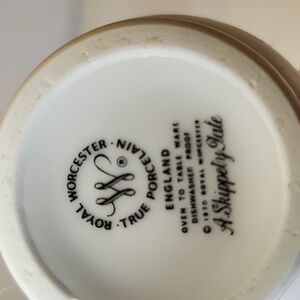 ROYAL WORCESTER · TRUE PORCELAIN ·
®
ENGLAND
OVEN TO TABLE WARE
DISHWASHER PROOF
© 1970 ROYAL WORCESTER
A Skippety Tale